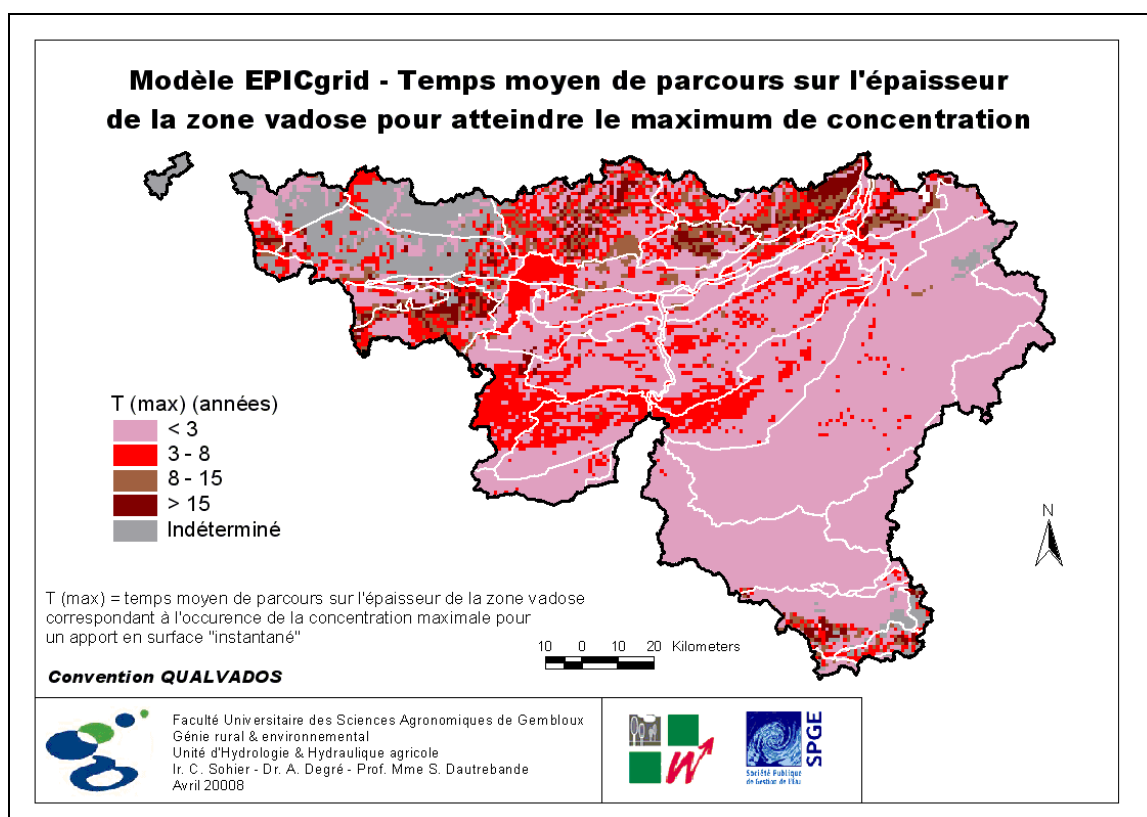 Modèle EPICgrid - Temps moyen de parcours sur l'épaisseur
de la zone vadose pour atteindre le maximum de concentration
T (max) (années)
< 3
3 - 8
8 - 15
> 15
Indéterminé
N
T (max) = temps moyen de parcours sur l'épaisseur de la zone vadose
correspondant à l'occurence de la concentration maximale pour
un apport en surface "instantané"
10 0 10 20 Kilometers
Convention QUALVADOS
Faculté Universitaire des Sciences Agronomiques de Gembloux
Génie rural & environnemental
Unité d'Hydrologie & Hydraulique agricole
Ir. C. Sohier - Dr. A. Degré - Prof. Mme S. Dautrebande
Avril 20008
W
SPGE
Société Publique
de Gestion de l'Eau